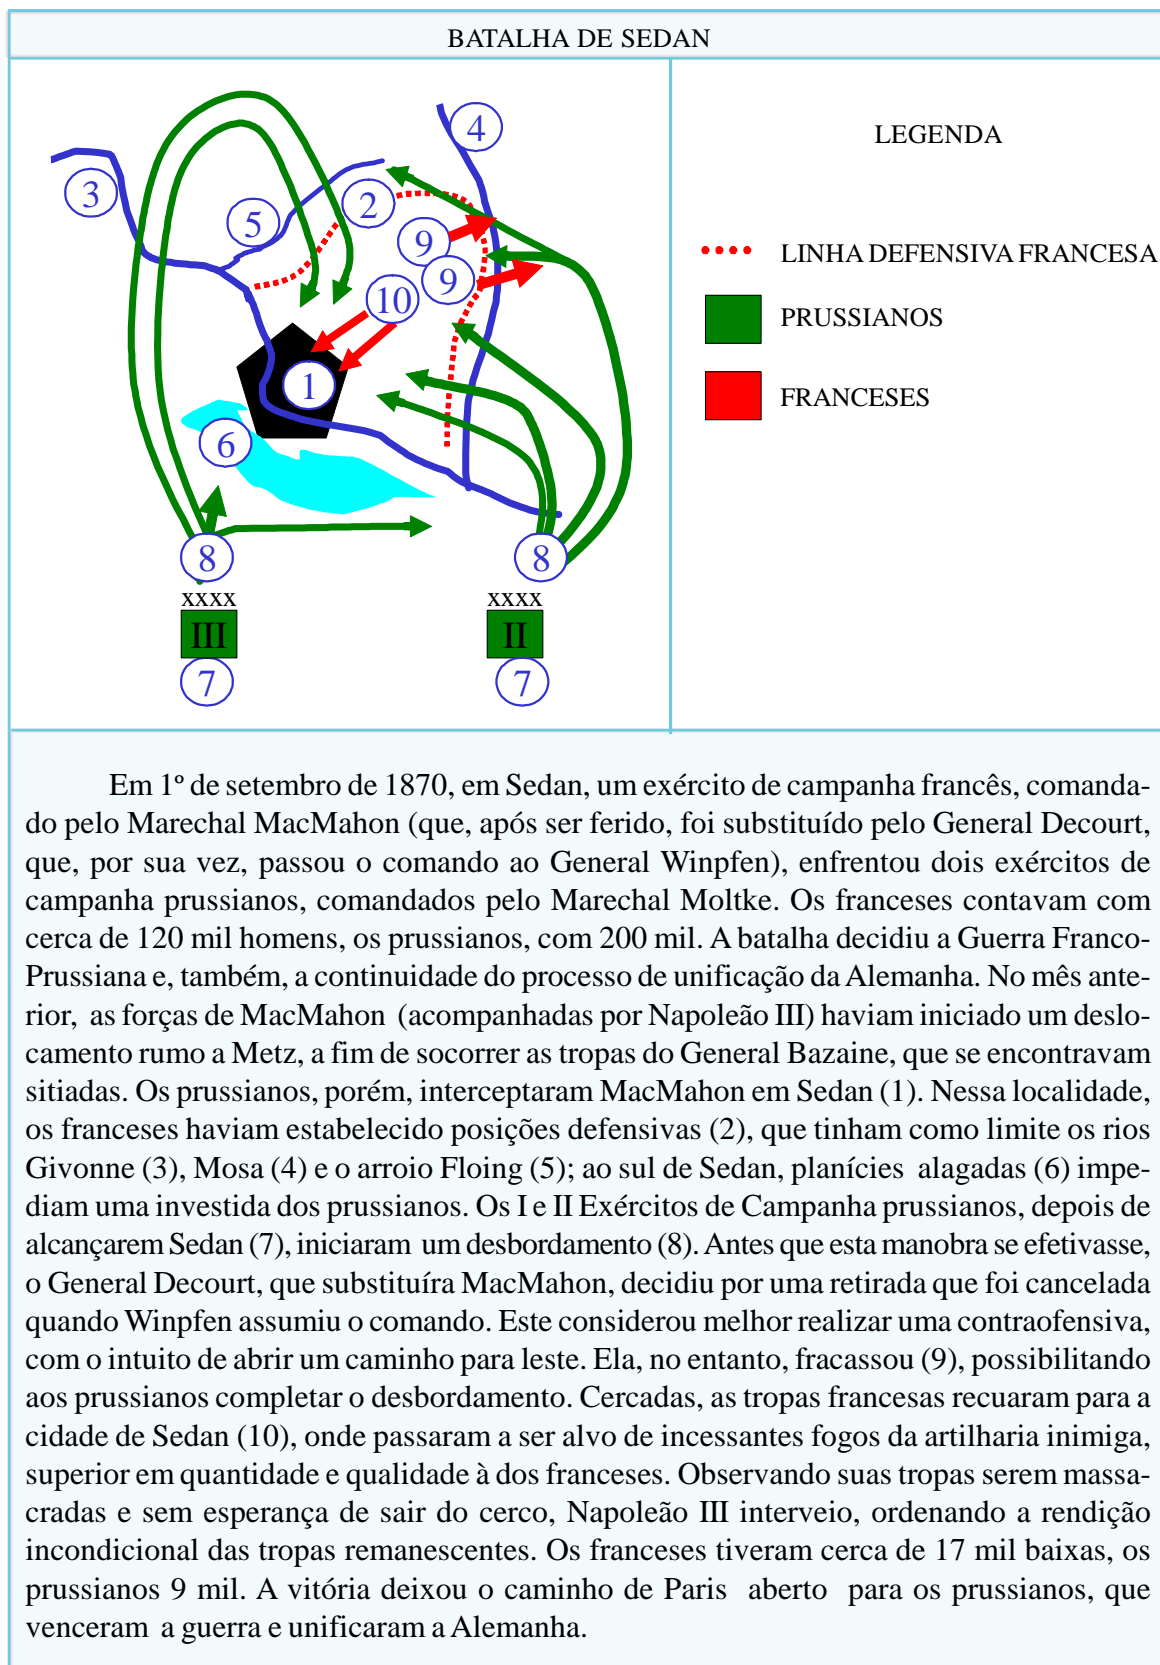 BATALHA DE SEDAN
4
3
2
5
9
9
10
1
6
8
8
XXXX
XXXX
III
II
7
7
LEGENDA
LINHA DEFENSIVA FRANCESA
PRUSSIANOS
FRANCESES
Em 1º de setembro de 1870, em Sedan, um exército de campanha francês, comanda-
do pelo Marechal MacMahon (que, após ser ferido, foi substituído pelo General Decourt,
que, por sua vez, passou o comando ao General Winpfen), enfrentou dois exércitos de
campanha prussianos, comandados pelo Marechal Moltke. Os franceses contavam com
cerca de 120 mil homens, os prussianos, com 200 mil. A batalha decidiu a Guerra Franco-
Prussiana e, também, a continuidade do processo de unificação da Alemanha. No mês ante-
rior, as forças de MacMahon (acompanhadas por Napoleão III) haviam iniciado um deslo-
camento rumo a Metz, a fim de socorrer as tropas do General Bazaine, que se encontravam
sitiadas. Os prussianos, porém, interceptaram MacMahon em Sedan (1). Nessa localidade,
os franceses haviam estabelecido posições defensivas (2), que tinham como limite os rios
Givonne (3), Mosa (4) e o arroio Floing (5); ao sul de Sedan, planícies alagadas (6) impe-
diam uma investida dos prussianos. Os I e II Exércitos de Campanha prussianos, depois de
alcançarem Sedan (7), iniciaram um desbordamento (8). Antes que esta manobra se efetivasse,
o General Decourt, que substituíra MacMahon, decidiu por uma retirada que foi cancelada
quando Winpfen assumiu o comando. Este considerou melhor realizar uma contraofensiva,
com o intuito de abrir um caminho para leste. Ela, no entanto, fracassou (9), possibilitando
aos prussianos completar o desbordamento. Cercadas, as tropas francesas recuaram para a
cidade de Sedan (10), onde passaram a ser alvo de incessantes fogos da artilharia inimiga,
superior em quantidade e qualidade à dos franceses. Observando suas tropas serem massa-
cradas e sem esperança de sair do cerco, Napoleão III interveio, ordenando a rendição
incondicional das tropas remanescentes. Os franceses tiveram cerca de 17 mil baixas, os
prussianos 9 mil. A vitória deixou o caminho de Paris aberto para os prussianos, que
venceram a guerra e unificaram a Alemanha.